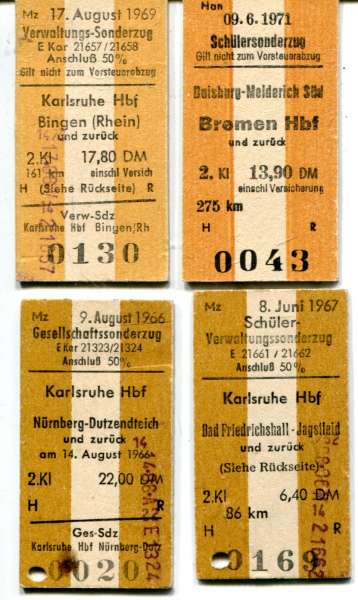 Mz 17. August 1969
Verwaltungs-Sonderzug
E Kar 21657/21658
Anschluß 50%
Gilt nicht zum Vorsteuerabzug
Karlsruhe Hbf
Bingen (Rhein)
und zurück
2.Kl 17,80 DM
161 km einschl Versich
H (Siehe Rückseite) R
Verw-Sdz
Karlsruhe Hbf Bingen/Rh
0130
Han
09.6.1971
Schülersonderzug
Gilt nicht zum Vorsteuerabzug
Duisburg-Meiderich Süd
Bremen Hbf
und zurück
2. Kl 13,90 DM
einschl Versicherung
275 km
H R
0043
Mz 9. August 1966
Gesellschaftssonderzug
E Kar 21323/21324
Anschluß 50%
Karlsruhe Hbf
Nürnberg-Dutzendteich
und zurück
am 14. August 1966
2.Kl 22,00 DM
H R
Ges-Sdz
Karlsruhe Hbf Nürnberg-Dutz
0020
Mz 8. Juni 1967
Schüler-
Verwaltungssonderzug
E 21661/21662
Anschluß 50%
Karlsruhe Hbf
Bad Friedrichshall-Jagstfeld
und zurück
(Siehe Rückseite)
2. Kl 6,40 DM
86 km
H R
0169